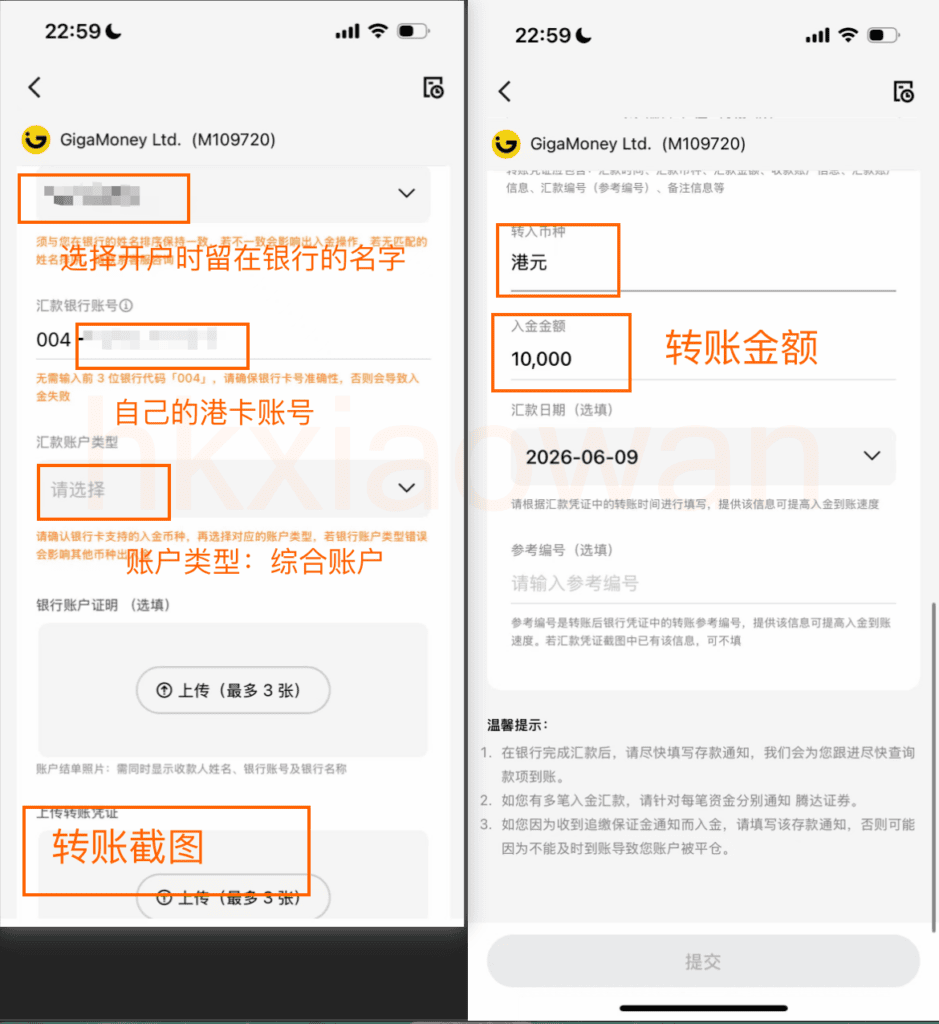 22:59
GigaMoney Ltd. (M109720)
须与您在银行的姓名排序保持一致，若不一致会影响出入金操作，若无匹配的
选择开户时留在银行的名字
汇款银行账号
004 -
无需输入前 3 位银行代码「004」，请确保银行卡号准确性，否则会导致入
金失败
自己的港卡账号
汇款账户类型
请选择
请确认银行卡支持的入金币种，再选择对应的账户类型，若银行账户类型错误
会影响其他币种出
账户类型：综合账户
银行账户证明 （选填）
上传（最多 3 张）
账户结单照片：需同时显示收款人姓名、银行账号及银行名称
上传转账凭证
转账截图
上传（最多 3 张）
22:59
GigaMoney Ltd. (M109720)
信息、汇款编号（参考编号）、备注信息等
转入币种
港元
入金金额
10,000
转账金额
汇款日期（选填）
2026-06-09
请根据汇款凭证中的转账时间进行填写，提供该信息可提高入金到账速度
参考编号（选填）
请输入参考编号
参考编号是转账后银行凭证中的转账参考编号，提供该信息可提高入金到账
速度。若汇款凭证截图中已有该信息，可不填
温馨提示：
1. 在银行完成汇款后，请尽快填写存款通知，我们会为您跟进尽快查询
款项到账。
2. 如您有多笔入金汇款，请针对每笔资金分别通知 腾达证券。
3. 如您因为收到追缴保证金通知而入金，请填写该存款通知，否则可能
因为不能及时到账导致您账户被平仓。
提交
hkxiaowan